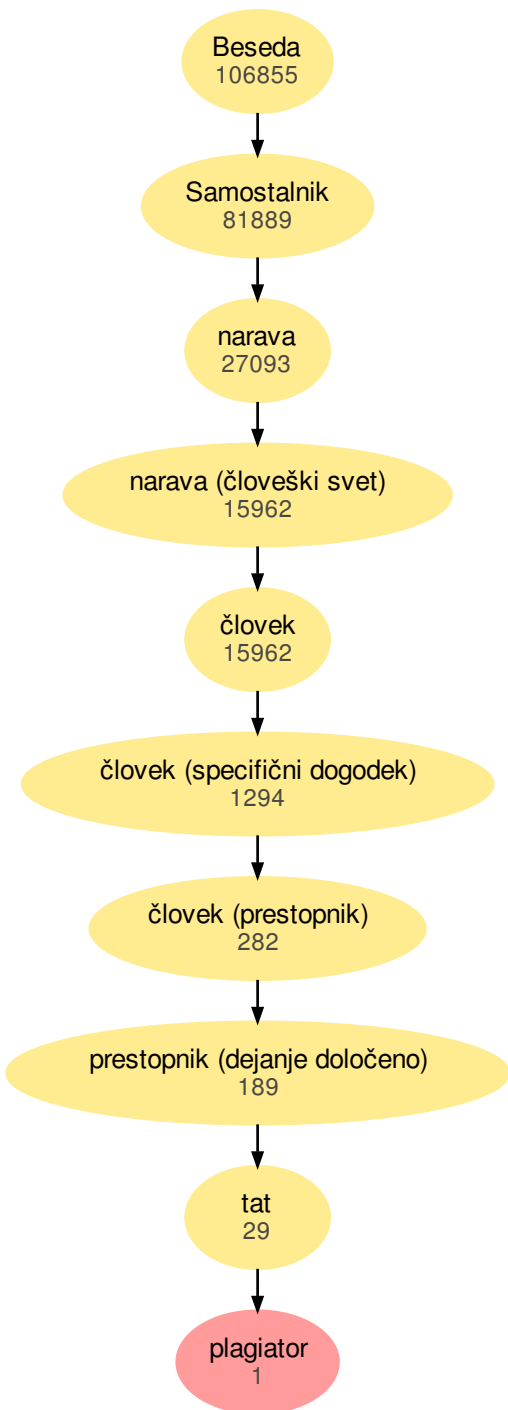 Beseda
106855
Samostalnik
81889
narava
27093
narava (človeški svet)
15962
človek
15962
človek (specifični dogodek)
1294
človek (prestopnik)
282
prestopnik (dejanje določeno)
189
tat
29
plagiator
1